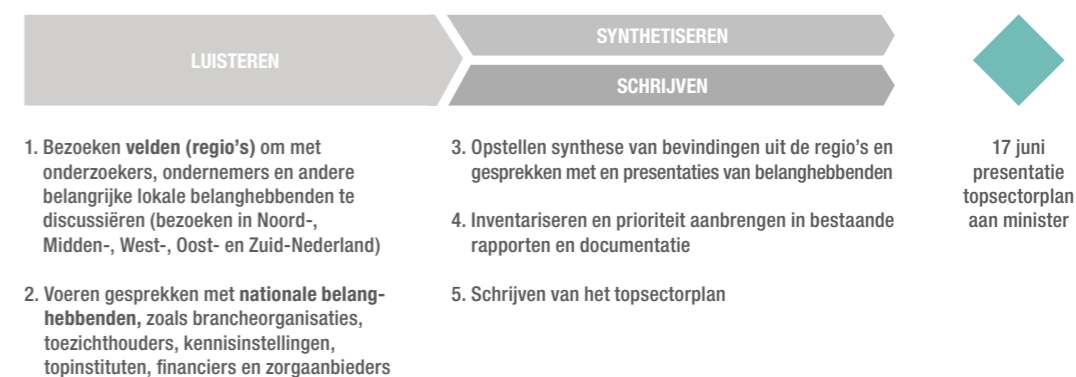 LUISTEREN
SYNTHETISEREN
SCHRIJVEN
1. Bezoeken velden (regio's) om met
onderzoekers, ondernemers en andere
belangrijke lokale belanghebbenden te
discussiëren (bezoeken in Noord-,
Midden-, West-, Oost- en Zuid-Nederland)
2. Voeren gesprekken met nationale belang-
hebbenden, zoals brancheorganisaties,
toezichthouders, kennisinstellingen,
topinstituten, financiers en zorgaanbieders
3. Opstellen synthese van bevindingen uit de regio's en
gesprekken met en presentaties van belanghebbenden
4. Inventariseren en prioriteit aanbrengen in bestaande
rapporten en documentatie
5. Schrijven van het topsectorplan
17 juni
presentatie
topsectorplan
aan minister